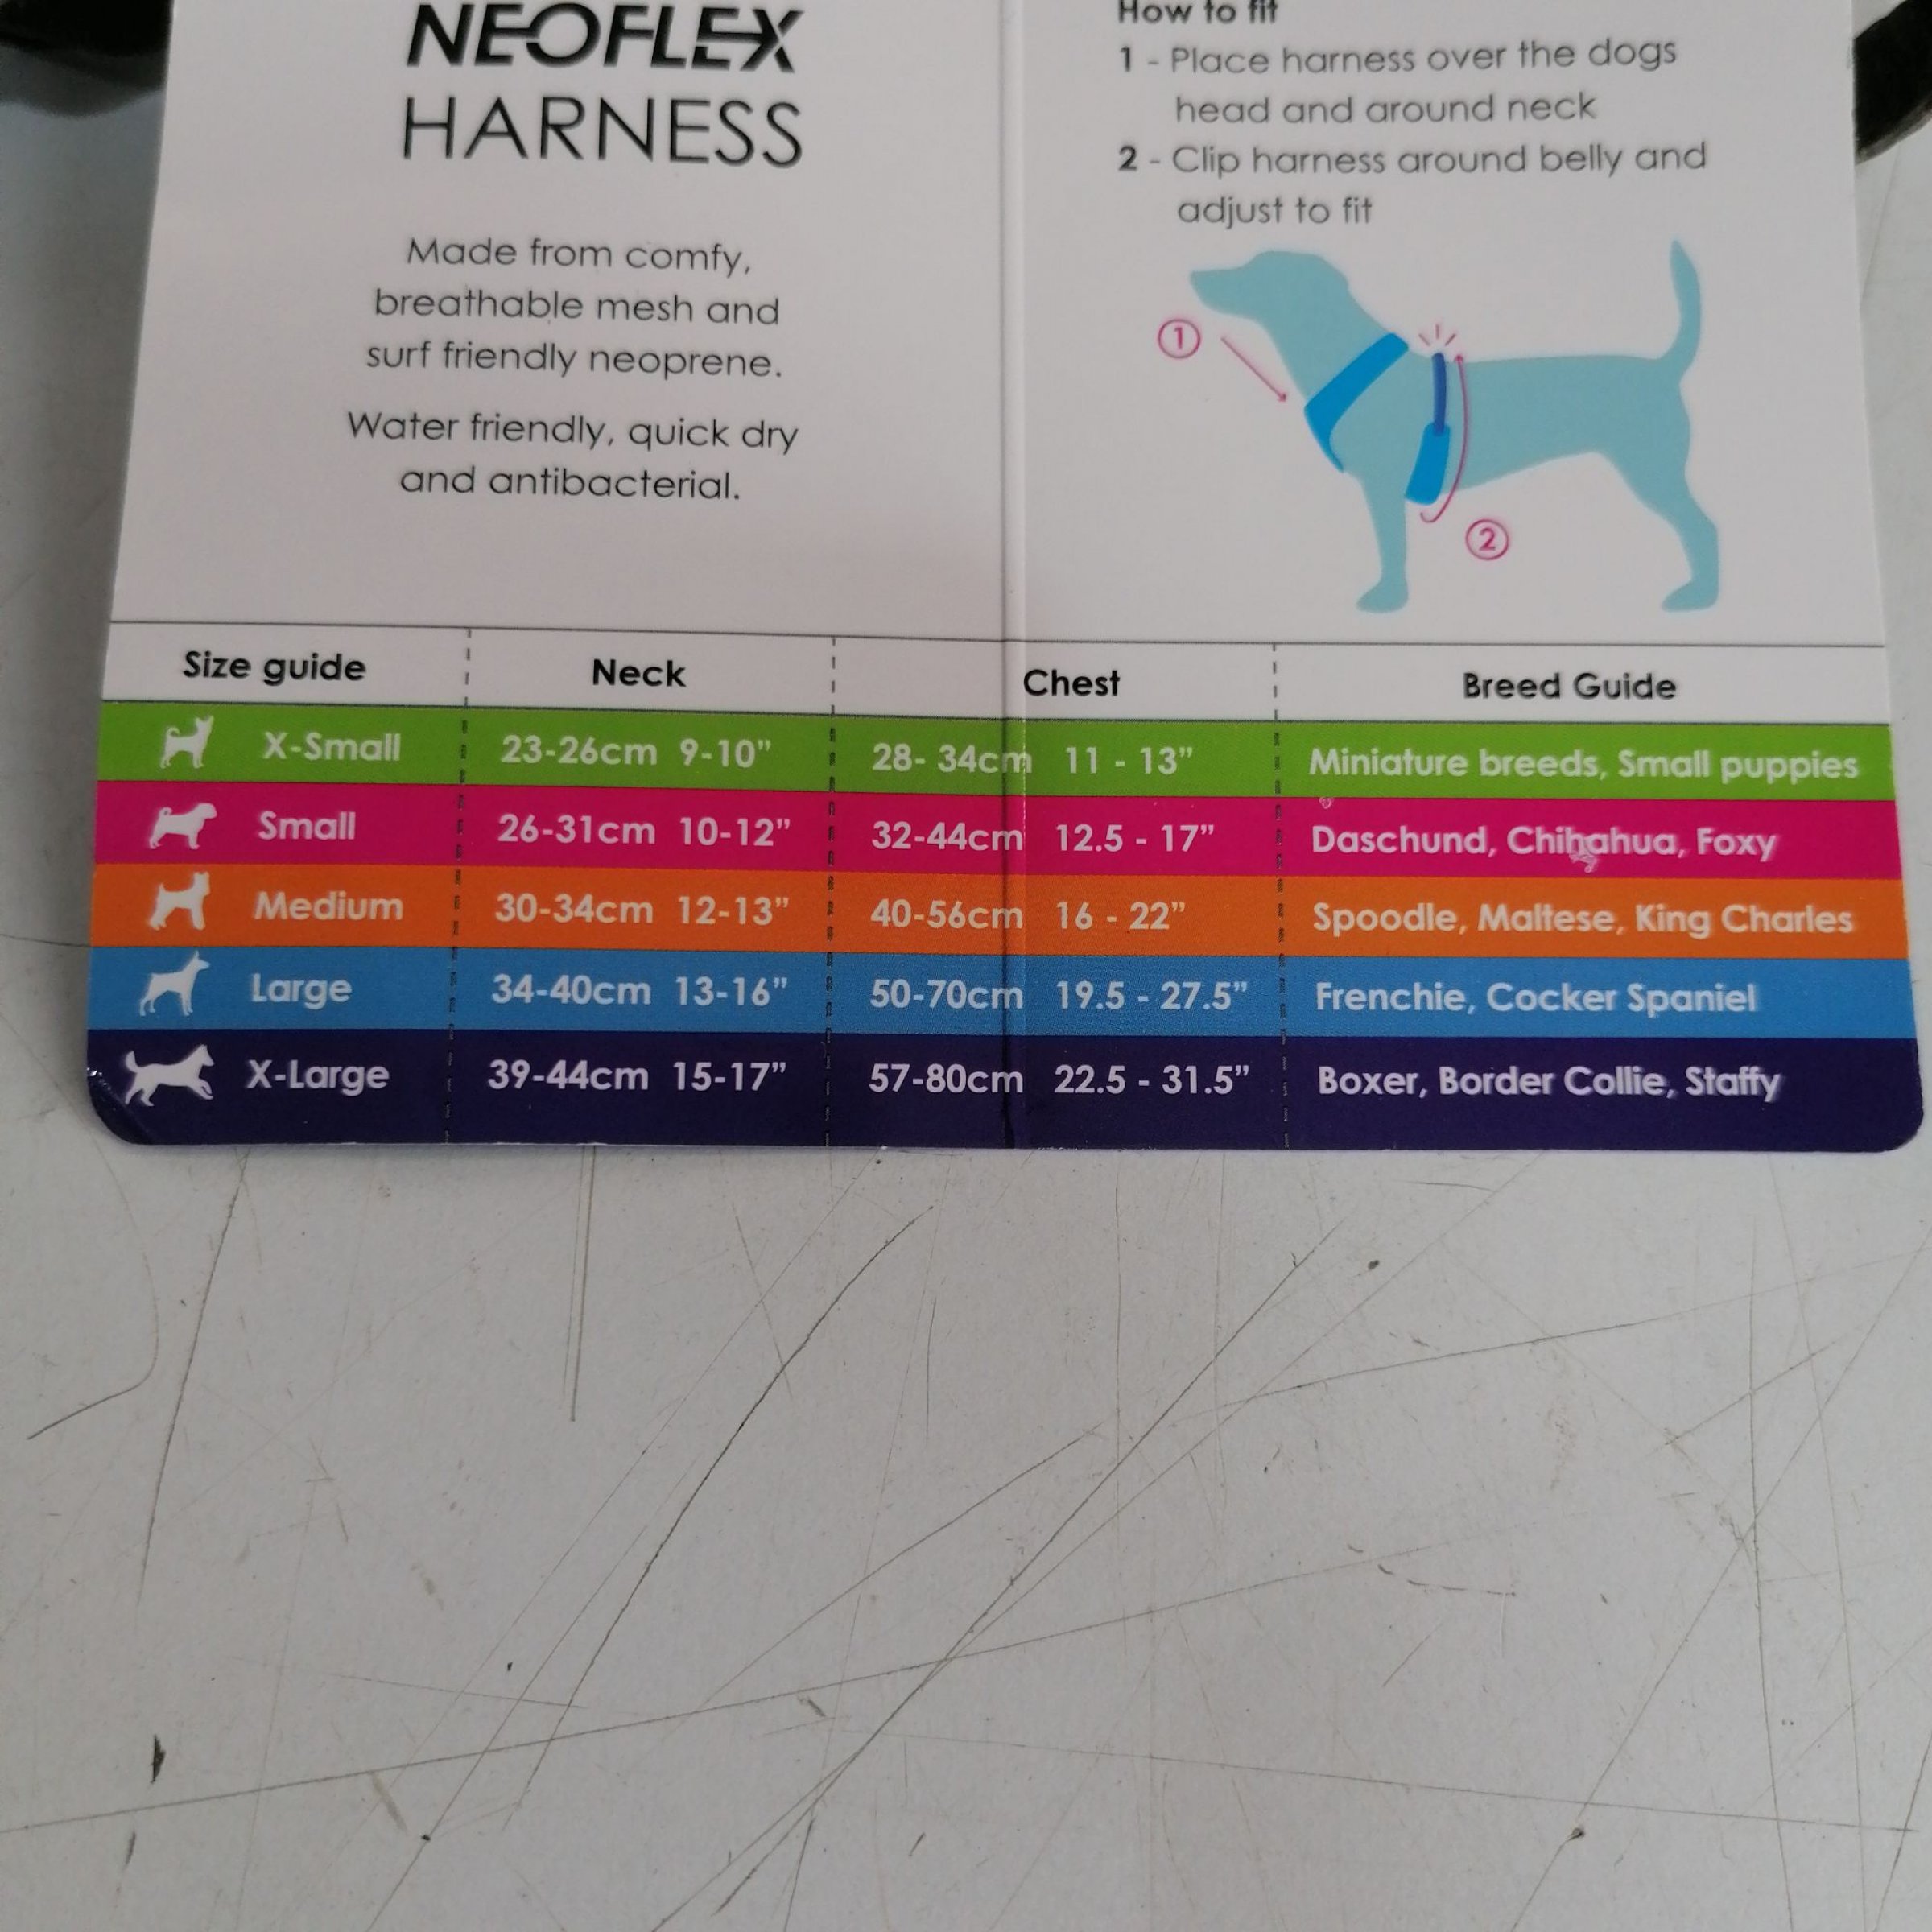 NEOFLEX
HARNESS
Made from comfy,
breathable mesh and
surf friendly neoprene.
Water friendly, quick dry
and antibacterial.
How to fit
1 - Place harness over the dogs
head and around neck
2 - Clip harness around belly and
adjust to fit
1
2
Size guide Neck Chest Breed Guide
X-Small 23-26cm 9-10” 28- 34cm 11 - 13” Miniature breeds, Small puppies
Small 26-31cm 10-12” 32-44cm 12.5 - 17” Daschund, Chihahua, Foxy
Medium 30-34cm 12-13” 40-56cm 16 - 22” Spoodle, Maltese, King Charles
Large 34-40cm 13-16” 50-70cm 19.5 - 27.5” Frenchie, Cocker Spaniel
X-Large 39-44cm 15-17” 57-80cm 22.5 - 31.5” Boxer, Border Collie, Staffy